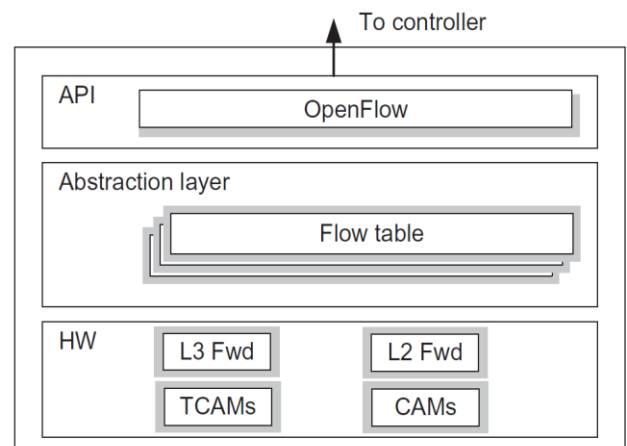 To controller
API
OpenFlow
Abstraction layer
Flow table
HW
L3 Fwd
L2 Fwd
TCAMs
CAMs